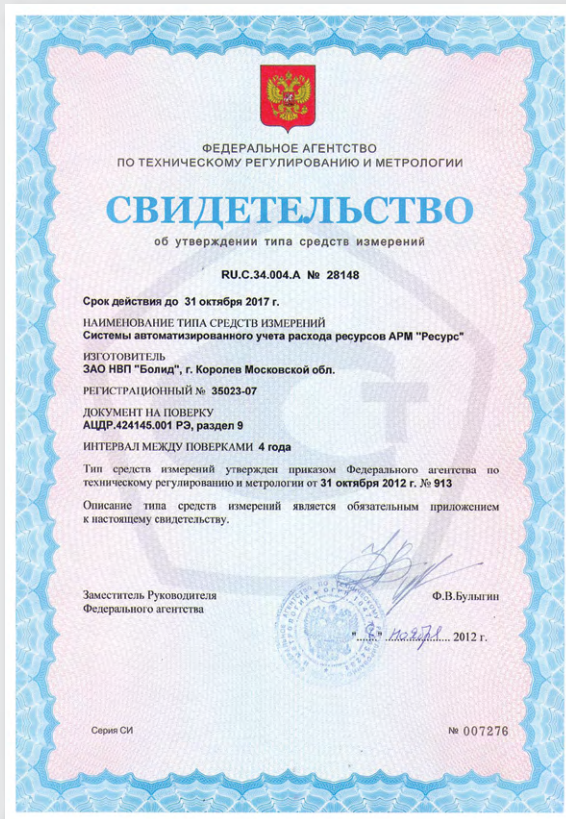 ФЕДЕРАЛЬНОЕ АГЕНТСТВО
ПО ТЕХНИЧЕСКОМУ РЕГУЛИРОВАНИЮ И МЕТРОЛОГИИ
СВИДЕТЕЛЬСТВО
об утверждении типа средств измерений
RU.C.34.004.A № 28148
Срок действия до 31 октября 2017 г.
НАИМЕНОВАНИЕ ТИПА СРЕДСТВ ИЗМЕРЕНИЙ
Системы автоматизированного учета расхода ресурсов АРМ "Ресурс"
ИЗГОТОВИТЕЛЬ
ЗАО НВП "Болид", г. Королев Московской обл.
РЕГИСТРАЦИОННЫЙ № 35023-07
ДОКУМЕНТ НА ПОВЕРКУ
АЦДР.424145.001 РЭ, раздел 9
ИНТЕРВАЛ МЕЖДУ ПОВЕРКАМИ 4 года
Тип средств измерений утвержден приказом Федерального агентства по
техническому регулированию и метрологии от 31 октября 2012 г. № 913
Описание типа средств измерений является обязательным приложением
к настоящему свидетельству.
Заместитель Руководителя
Ф.В.Булыгин
Федерального агентства
ноября 2012 г.
Серия СИ
№ 007276